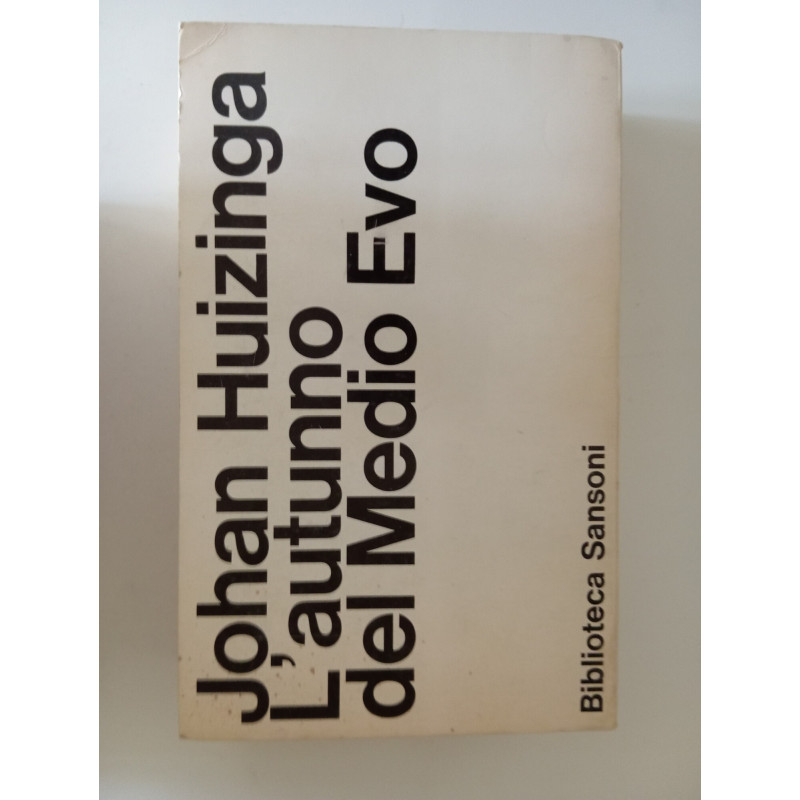 Johan Huizinga
L'autunno
del Medio Evo
Biblioteca Sansoni